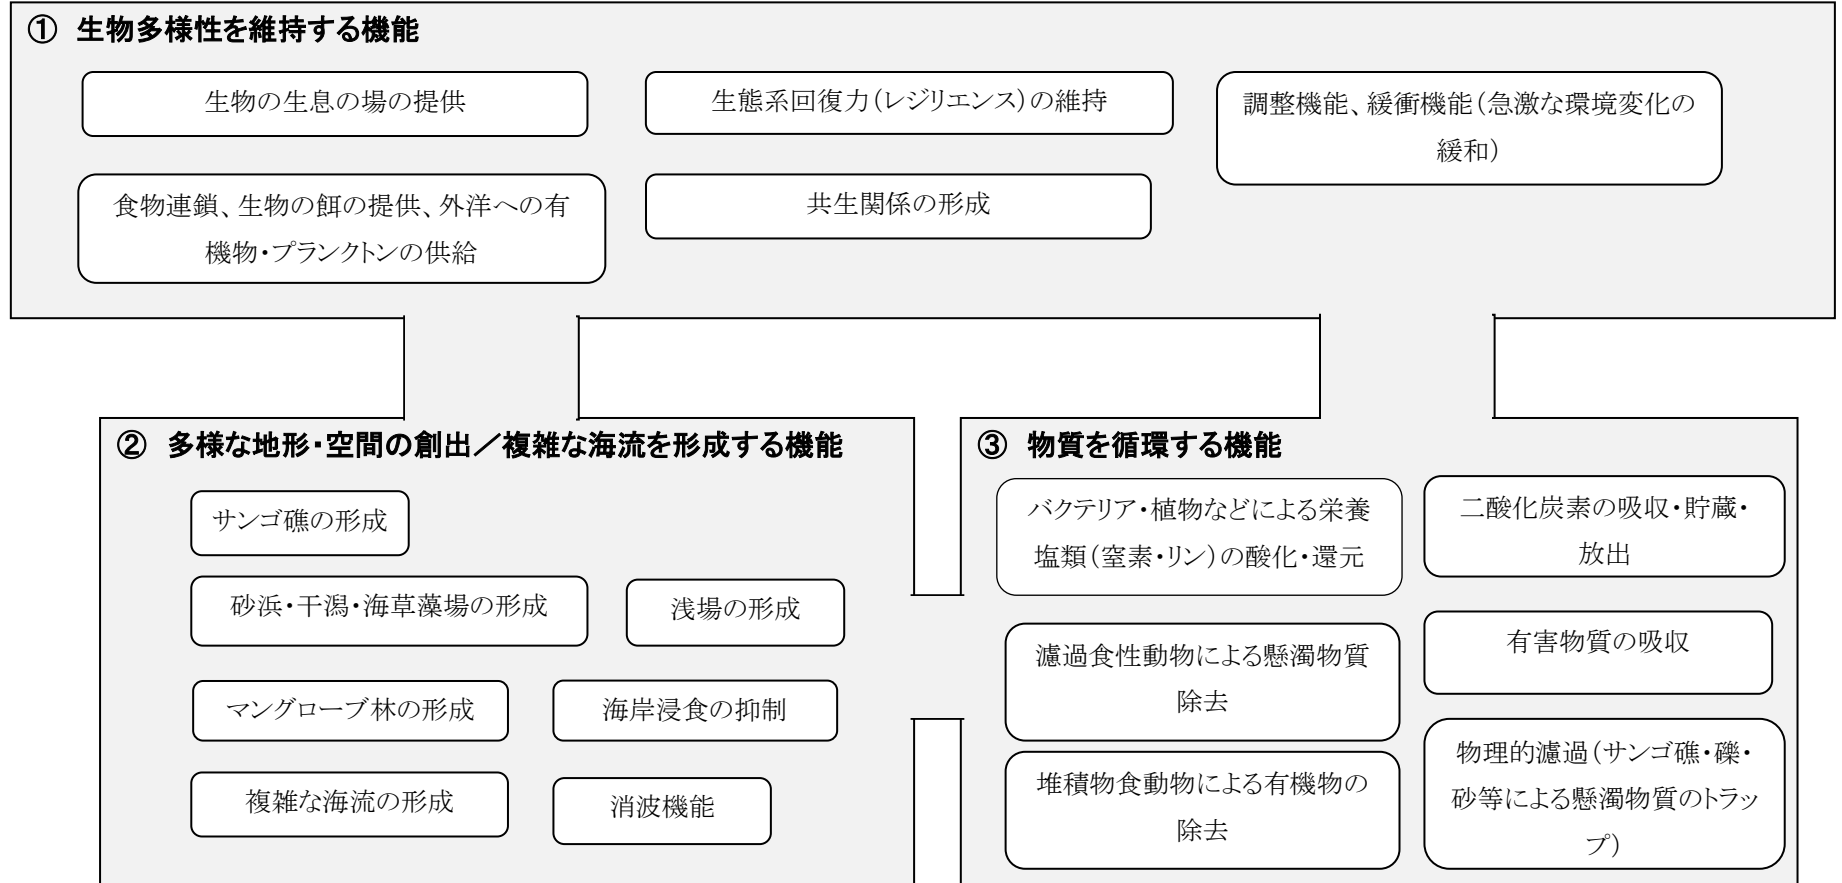 ① 生物多様性を維持する機能
生物の生息の場の提供
生態系回復力(レジリエンス)の維持
調整機能、緩衝機能(急激な環境変化の
緩和)
食物連鎖、生物の餌の提供、外洋への有
機物・プランクトンの供給
共生関係の形成
② 多様な地形・空間の創出/複雑な海流を形成する機能
サンゴ礁の形成
砂浜・干潟・海草藻場の形成
浅場の形成
マングローブ林の形成
海岸浸食の抑制
複雑な海流の形成
消波機能
③ 物質を循環する機能
バクテリア・植物などによる栄養
塩類(窒素・リン)の酸化・還元
二酸化炭素の吸収・貯蔵・
放出
濾過食性動物による懸濁物質
除去
有害物質の吸収
堆積物食動物による有機物の
除去
物理的濾過(サンゴ礁・礫・
砂等による懸濁物質のトラッ
プ)